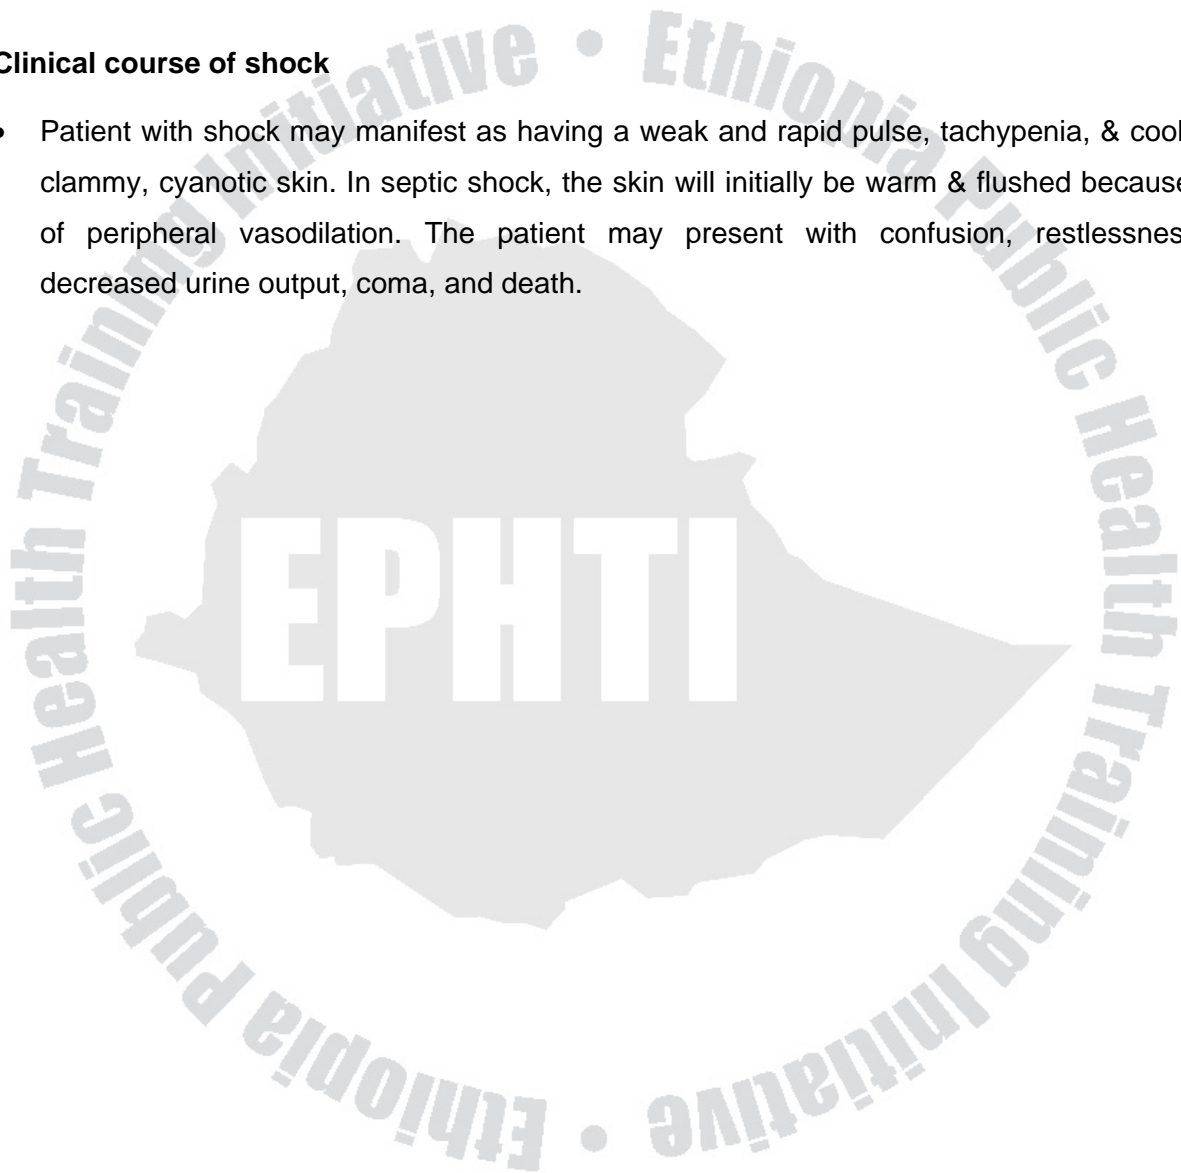 Clinical course of shock
• Patient with shock may manifest as having a weak and rapid pulse, tachypenia, & cool
clammy, cyanotic skin. In septic shock, the skin will initially be warm & flushed because
of peripheral vasodilation. The patient may present with confusion, restlessnes
decreased urine output, coma, and death.
Ethiopia Public Health Training Initiative • Ethiopia Public Health Training Initiative •
EPHTI